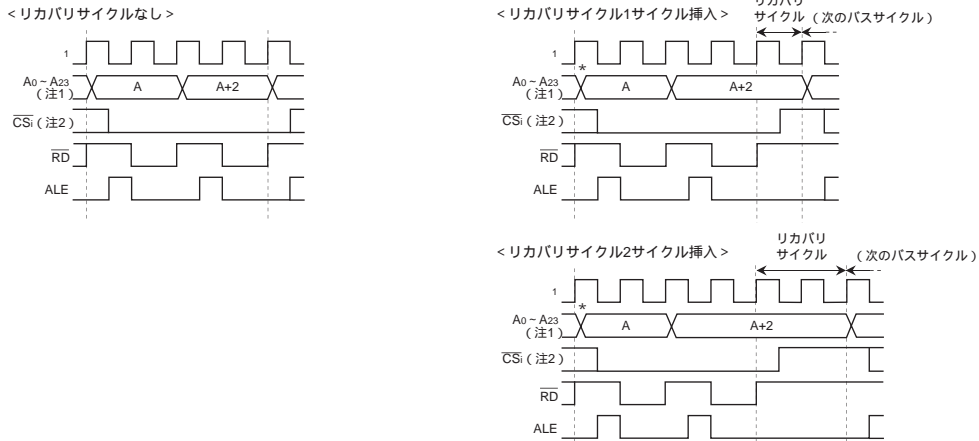 <リカバリサイクルなし>
1
A0~A23
(注1)
A
A+2
CSi(注2)
RD
ALE
<リカバリサイクル1サイクル挿入>
リカバリ
サイクル
(次のバスサイクル)
1
*
A0~A23
(注1)
A
A+2
CSi(注2)
RD
ALE
<リカバリサイクル2サイクル挿入>
リカバリ
サイクル
(次のバスサイクル)
1
*
A0~A23
(注1)
A
A+2
CSi(注2)
RD
ALE